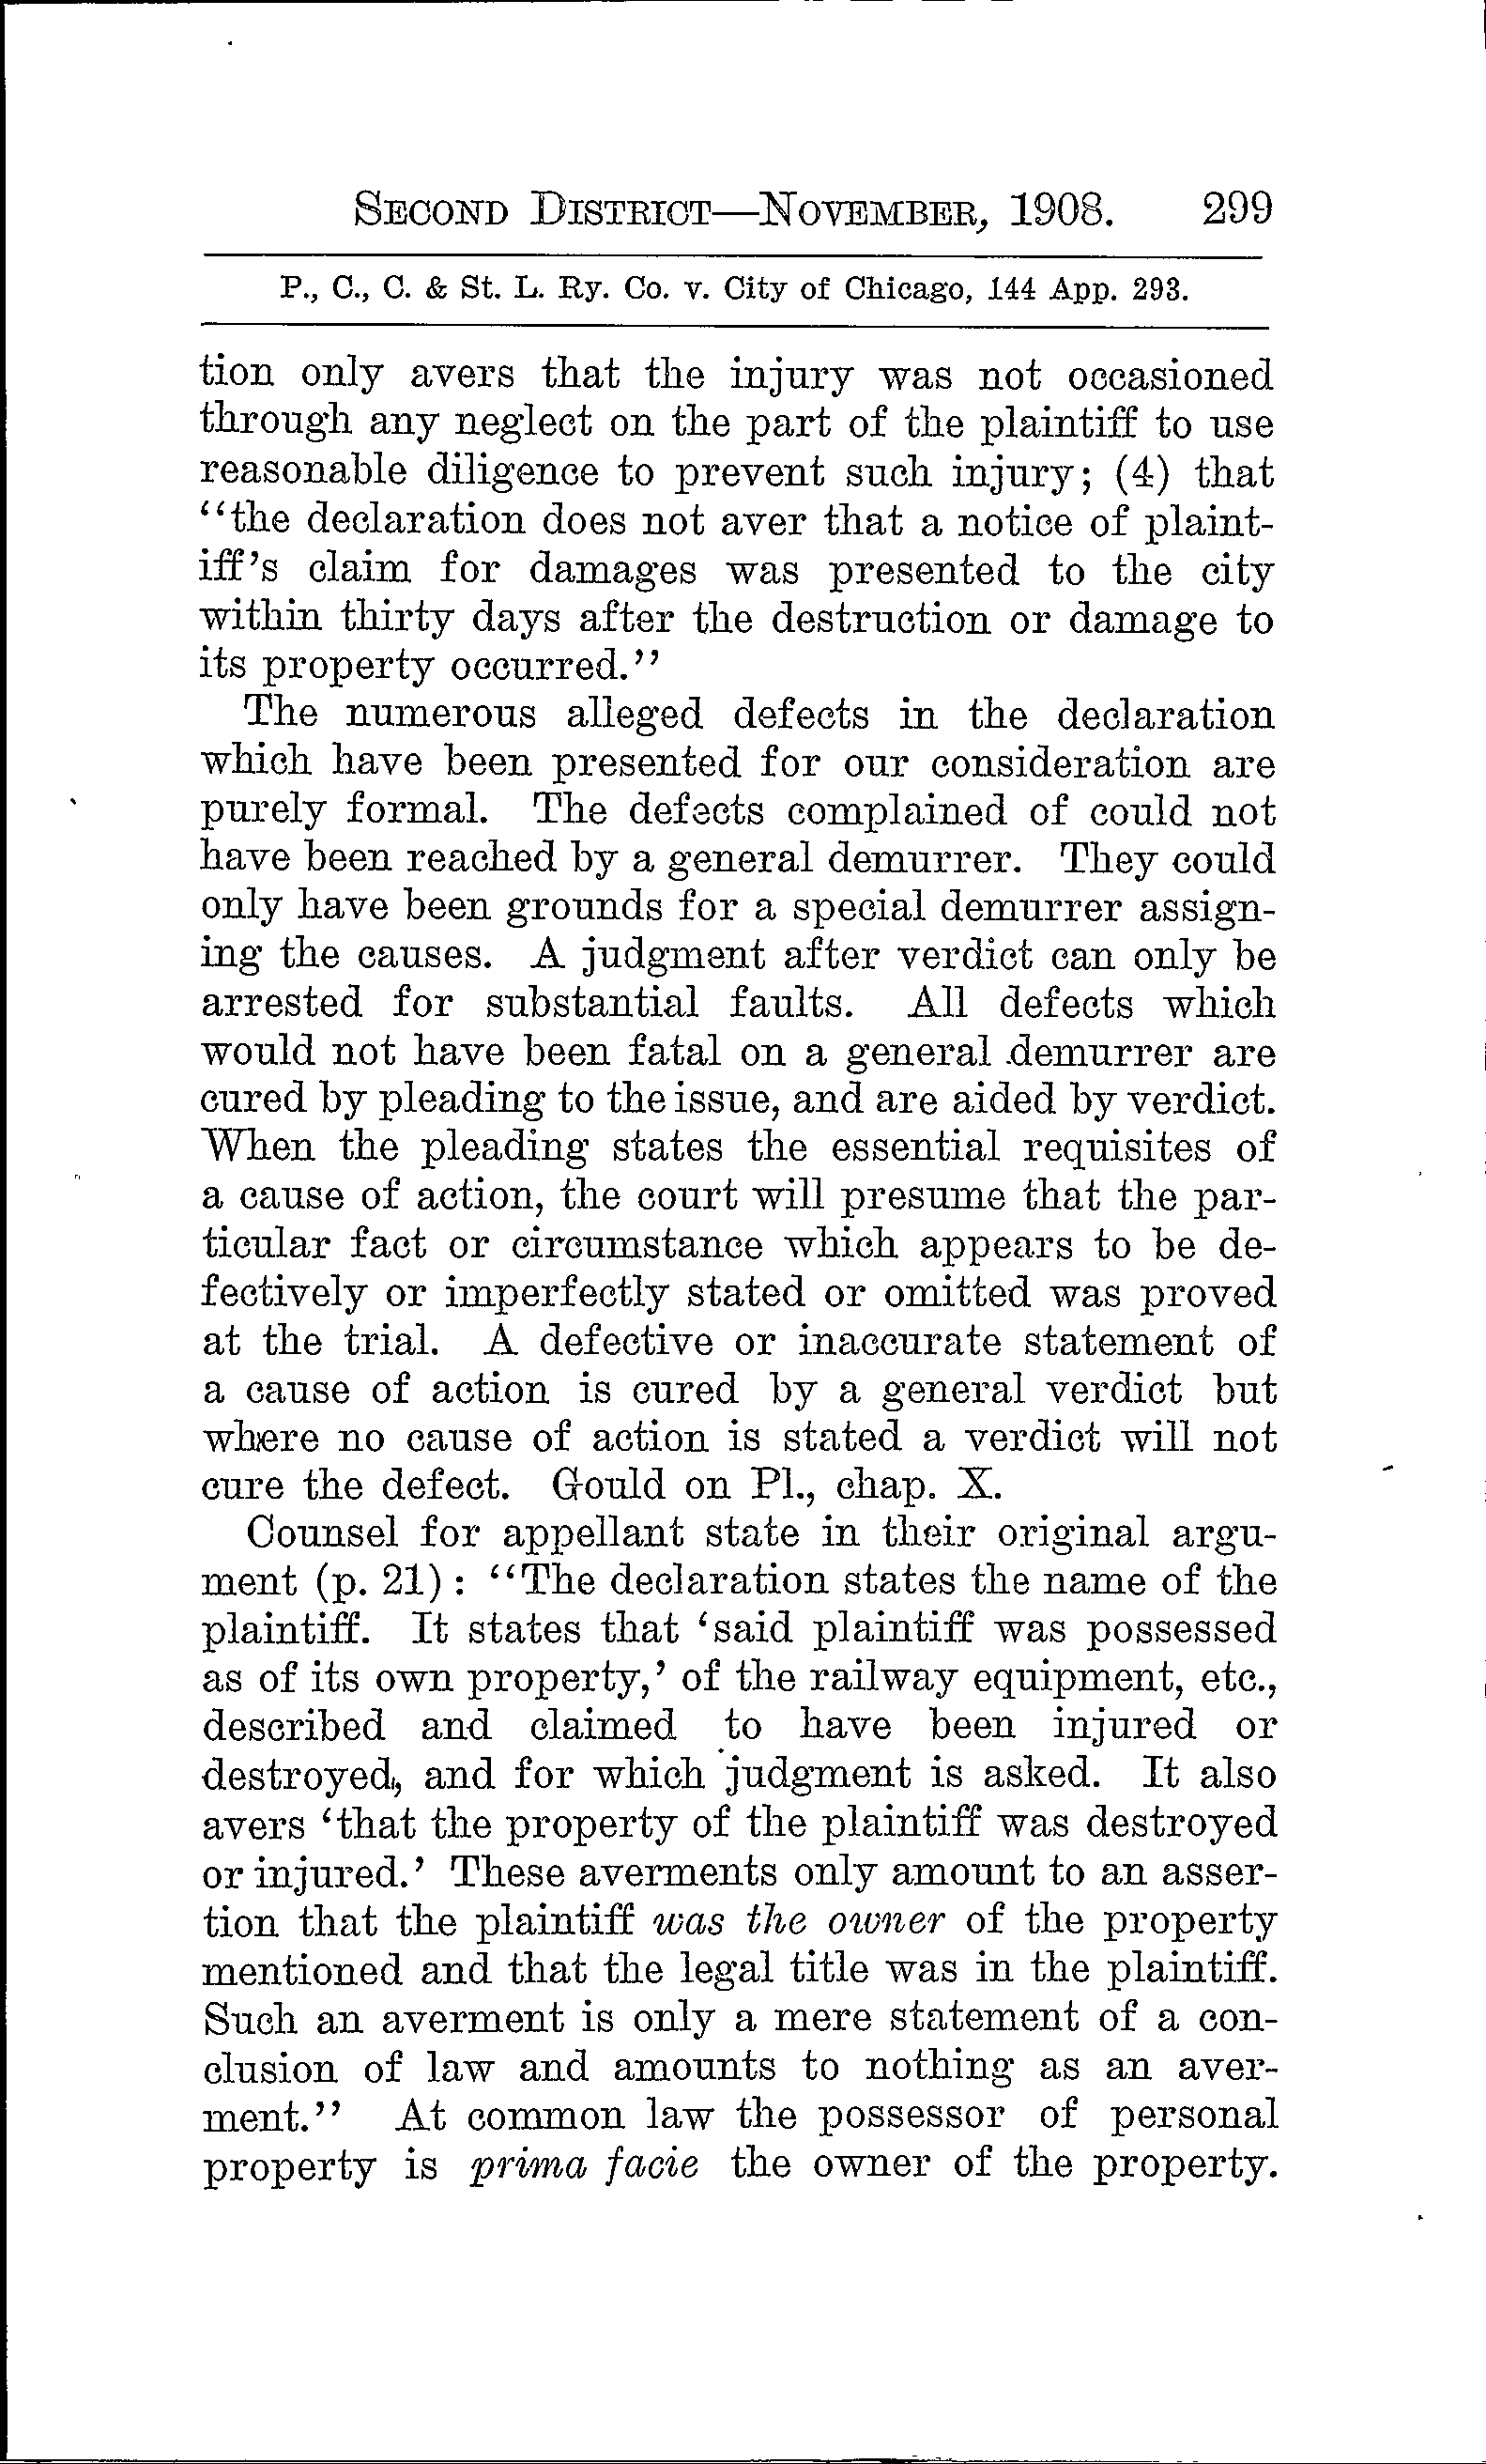 SECOND DISTRICT—NOVEMBER, 1908. 299
P., C., C. & St. L. Ry. Co. v. City of Chicago, 144 App. 293.
tion only avers that the injury was not occasioned
through any neglect on the part of the plaintiff to use
reasonable diligence to prevent such injury; (4) that
“the declaration does not aver that a notice of plaint-
iff’s claim for damages was presented to the city
within thirty days after the destruction or damage to
its property occurred.”
The numerous alleged defects in the declaration
which have been presented for our consideration are
purely formal. The defects complained of could not
have been reached by a general demurrer. They could
only have been grounds for a special demurrer assign-
ing the causes. A judgment after verdict can only be
arrested for substantial faults. All defects which
would not have been fatal on a general demurrer are
cured by pleading to the issue, and are aided by verdict.
When the pleading states the essential requisites of
a cause of action, the court will presume that the par-
ticular fact or circumstance which appears to be de-
fectively or imperfectly stated or omitted was proved
at the trial. A defective or inaccurate statement of
a cause of action is cured by a general verdict but
where no cause of action is stated a verdict will not
cure the defect. Gould on Pl., chap. X.
Counsel for appellant state in their original argu-
ment (p. 21): “The declaration states the name of the
plaintiff. It states that ‘said plaintiff was possessed
as of its own property,’ of the railway equipment, etc.,
described and claimed to have been injured or
destroyed, and for which judgment is asked. It also
avers ‘that the property of the plaintiff was destroyed
or injured.’ These averments only amount to an asser-
tion that the plaintiff was the owner of the property
mentioned and that the legal title was in the plaintiff.
Such an averment is only a mere statement of a con-
clusion of law and amounts to nothing as an aver-
ment.” At common law the possessor of personal
property is prima facie the owner of the property.